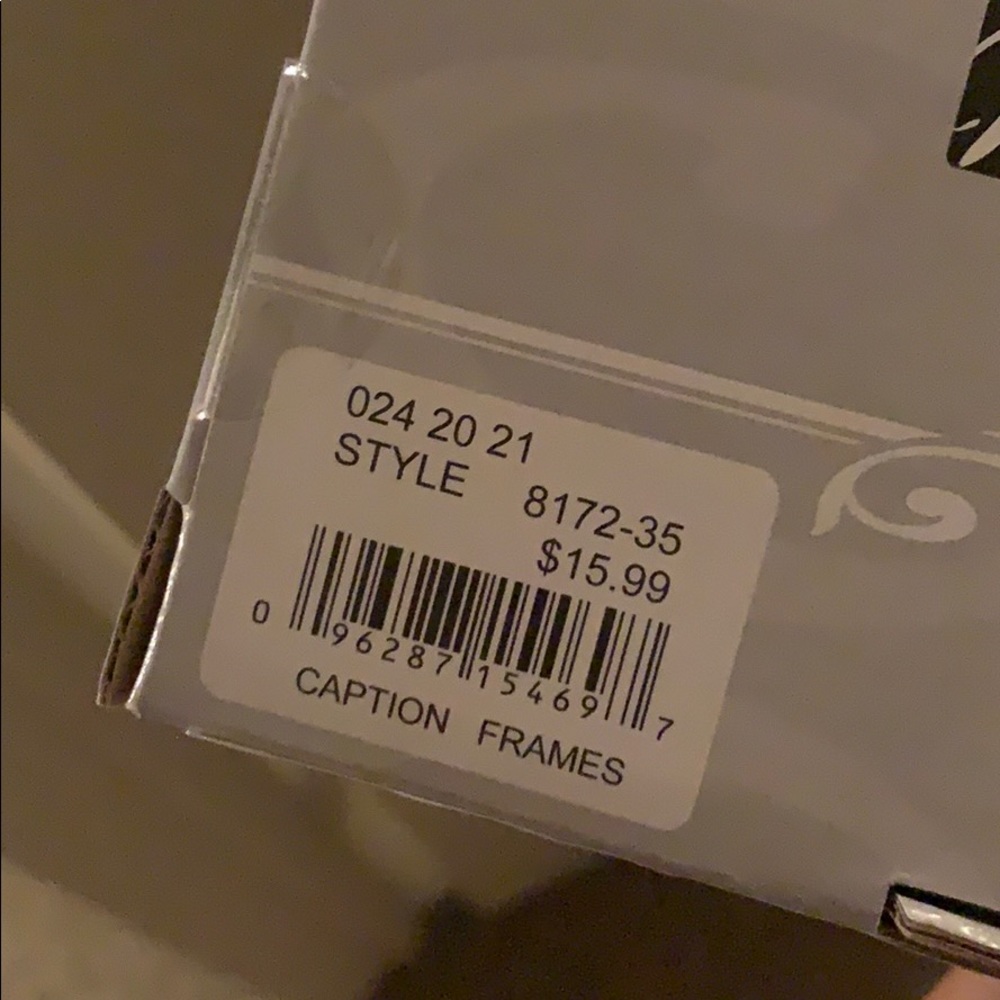 024 20 21
STYLE 8172-35
$15.99
0 96287 15469 7
CAPTION FRAMES